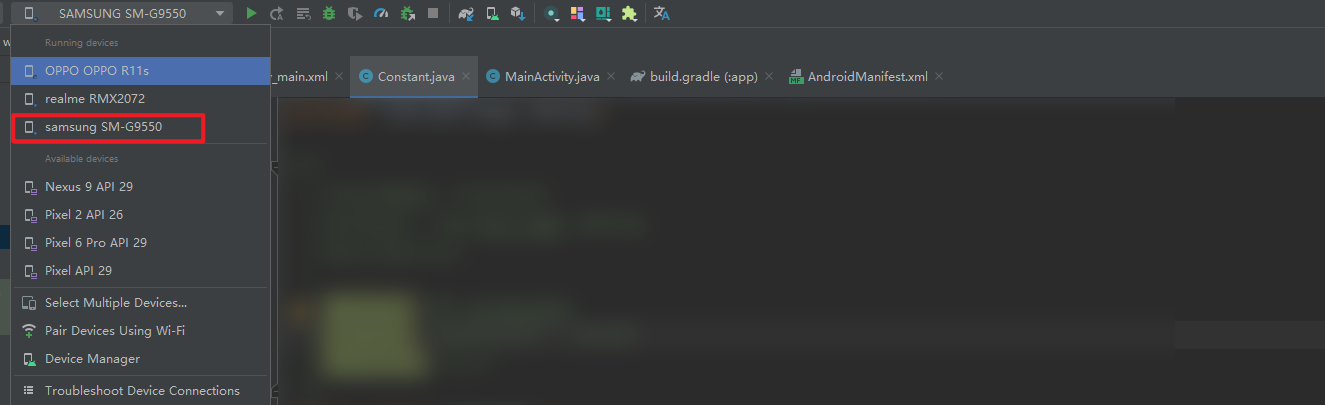 SAMSUNG SM-G9550
Running devices
OPPO OPPO R11s
realme RMX2072
samsung SM-G9550
Available devices
Nexus 9 API 29
Pixel 2 API 26
Pixel 6 Pro API 29
Pixel API 29
Select Multiple Devices...
Pair Devices Using Wi-Fi
Device Manager
Troubleshoot Device Connections
_main.xml Constant.java MainActivity.java build.gradle (:app) AndroidManifest.xml